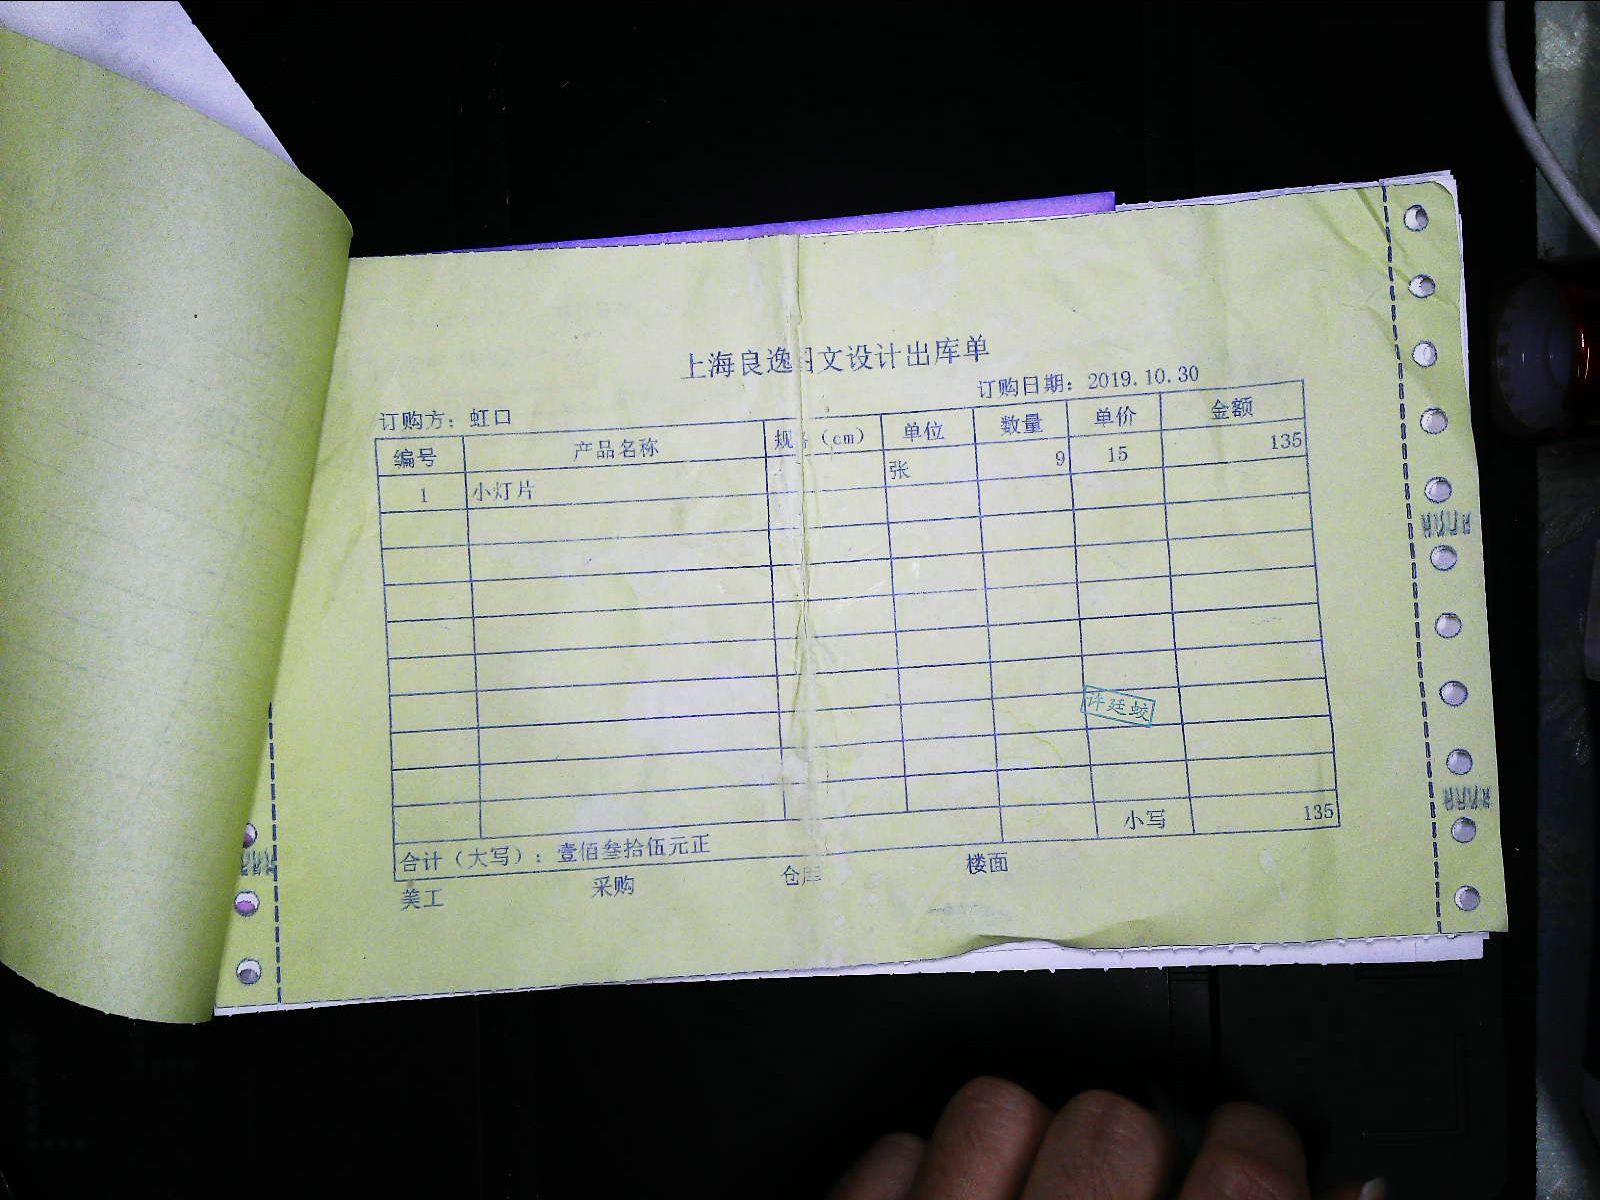 上海良逸图文设计出库单
订购方：虹口 订购日期：2019.10.30
编号 产品名称 规格（cm） 单位 数量 单价 金额
1 小灯片 张 9 15 135
许廷蛟
合计（大写）：壹佰叁拾伍元正 小写 135
美工 采购 仓库 楼面